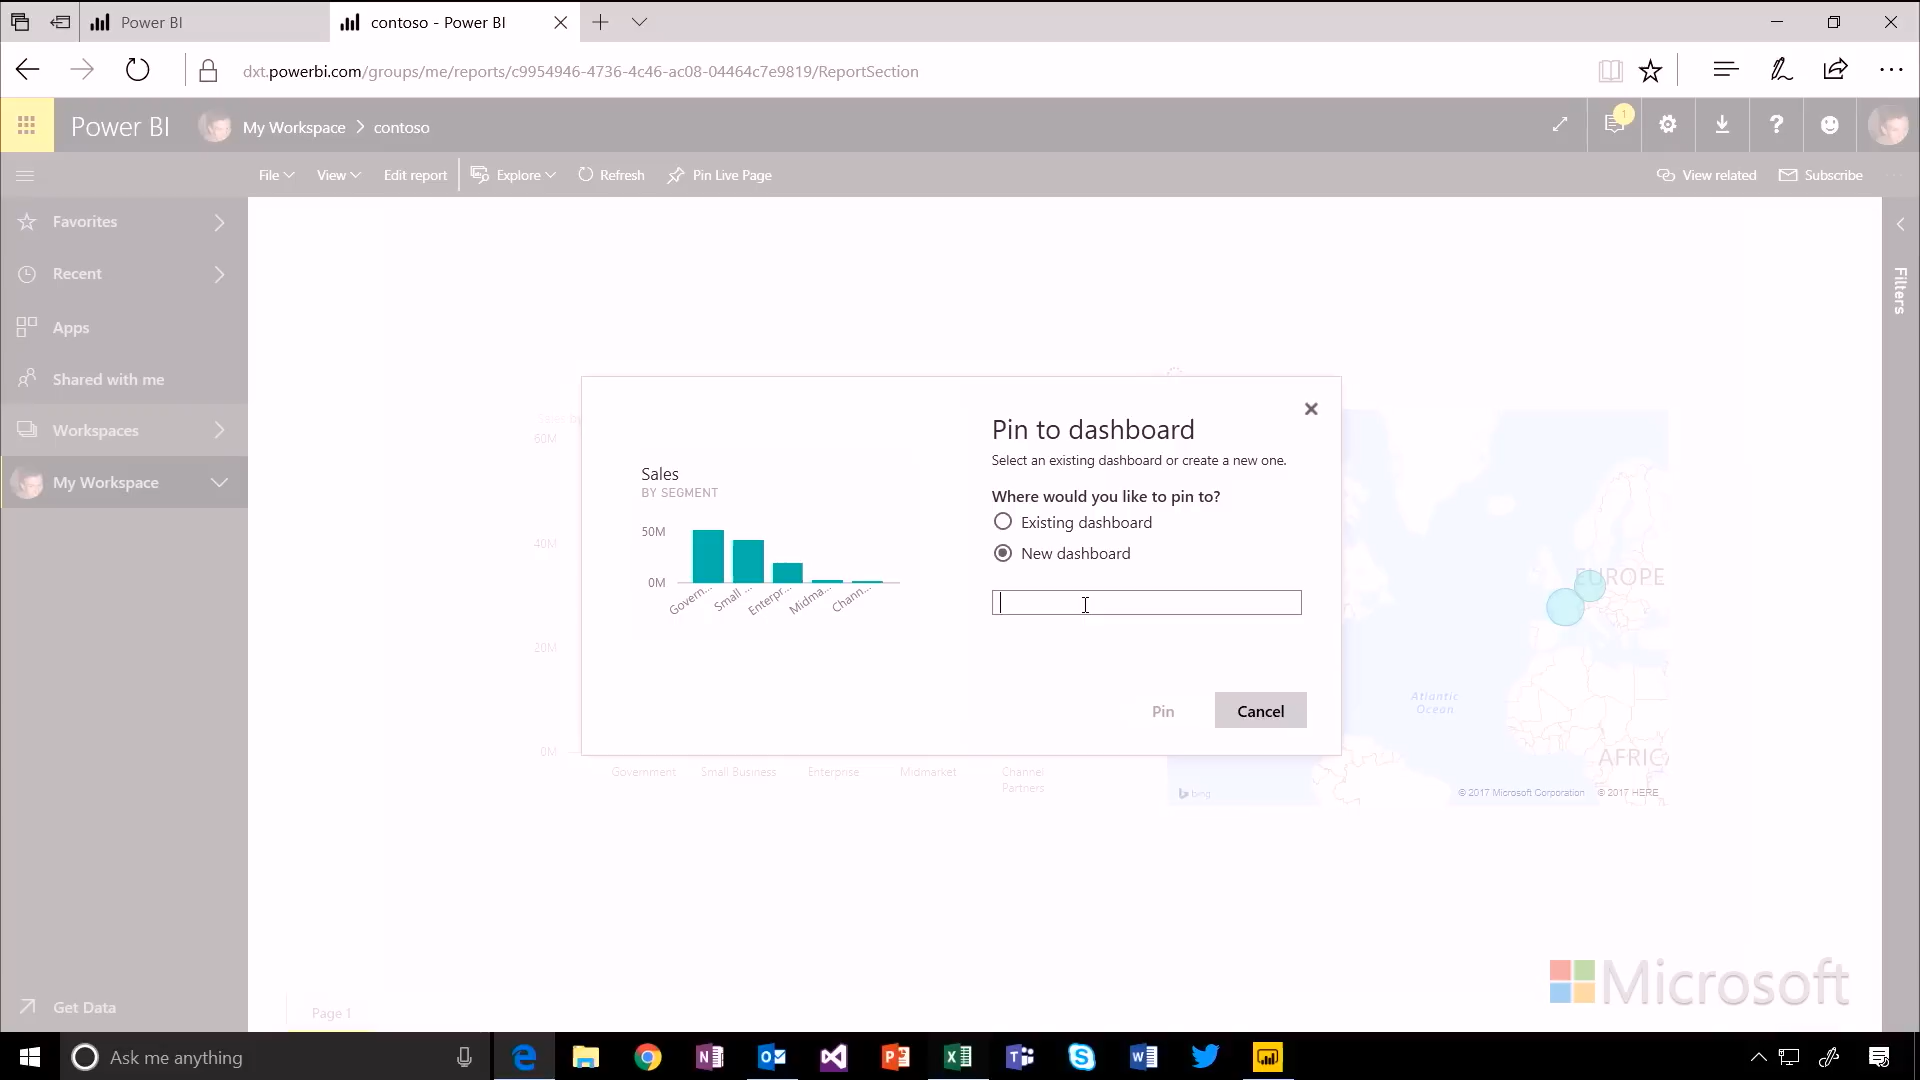 Power BI
contoso - Power BI
dxt.powerbi.com/groups/me/reports/c9954946-4736-4c46-ac08-04464c7e9819/ReportSection
Power BI
My Workspace
contoso
1
File
View
Edit report
Explore
Refresh
Pin Live Page
View related
Subscribe
Favorites
Recent
Apps
Shared with me
Workspaces
My Workspace
Get Data
Filters
Sales by
60M
40M
20M
0M
Government
Small Business
Enterprise
Midmarket
Channel
Partners
Sales
BY SEGMENT
50M
0M
Govern...
Small ...
Enterpr...
Midma...
Chann...
Pin to dashboard
Select an existing dashboard or create a new one.
Where would you like to pin to?
Existing dashboard
New dashboard
Pin
Cancel
EUROPE
Atlantic
Ocean
AFRICA
bing
© 2017 Microsoft Corporation
© 2017 HERE
Page 1
Microsoft
Ask me anything